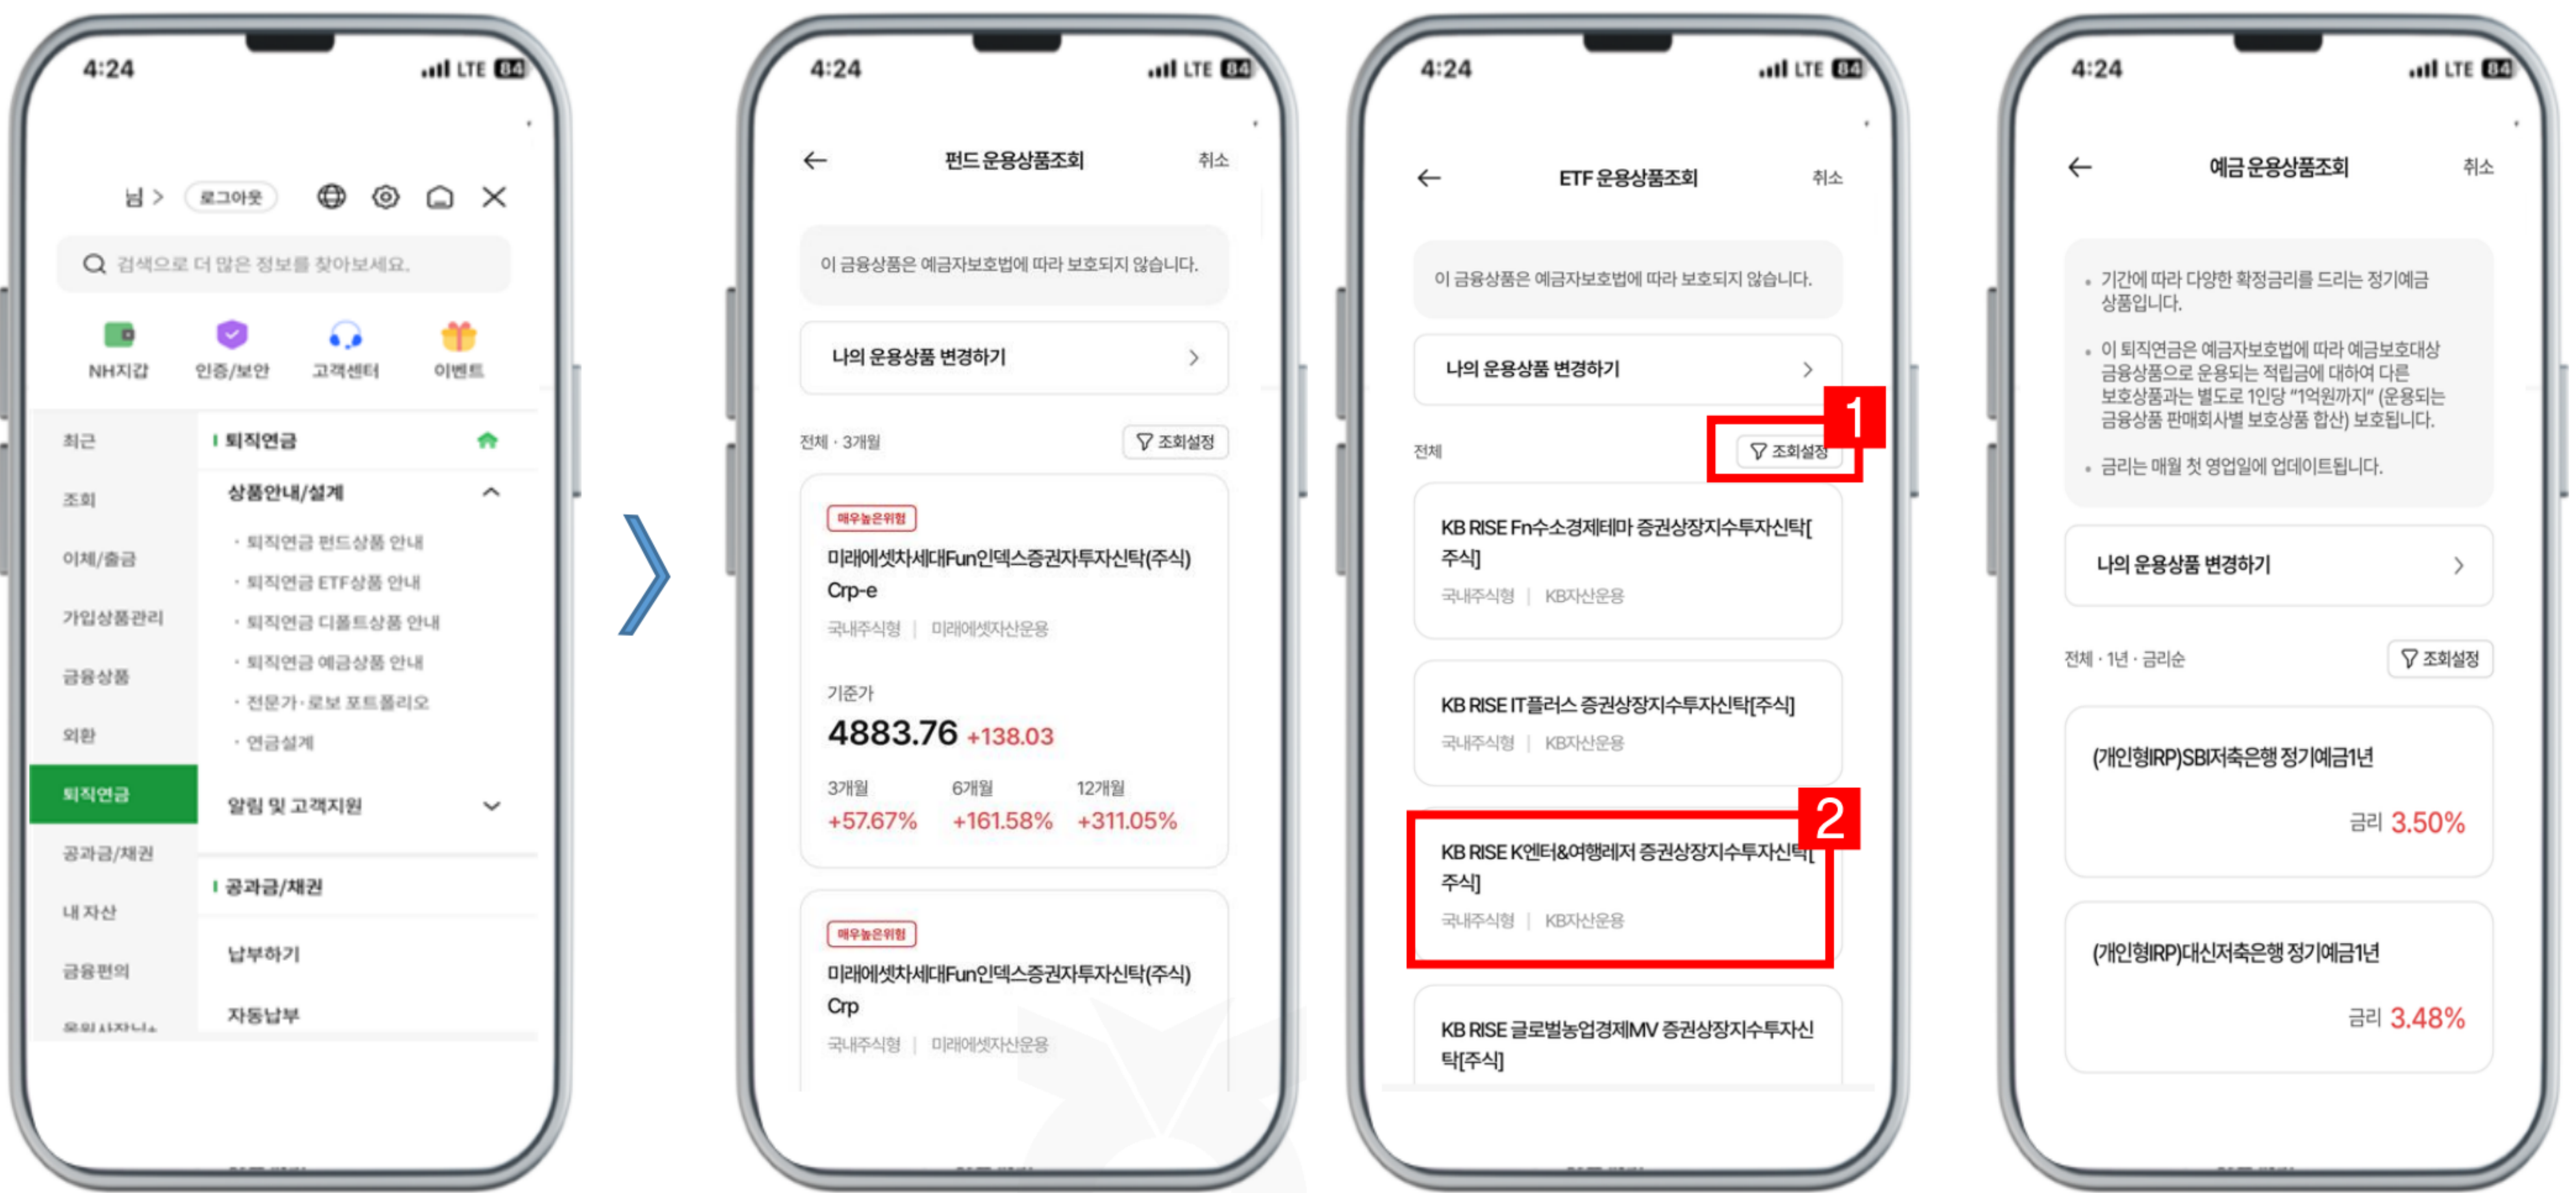 4:24
LTE 84
님 >
로그아웃
검색으로 더 많은 정보를 찾아보세요.
NH지갑
인증/보안
고객센터
이벤트
최근
조회
이체/출금
가입상품관리
금융상품
외환
퇴직연금
공과금/채권
내 자산
금융편의
퇴직연금
상품안내/설계
· 퇴직연금 펀드상품 안내
· 퇴직연금 ETF상품 안내
· 퇴직연금 디폴트상품 안내
· 퇴직연금 예금상품 안내
· 전문가·로보 포트폴리오
· 연금설계
알림 및 고객지원
공과금/채권
납부하기
자동납부
4:24
LTE 84
펀드 운용상품조회
취소
이 금융상품은 예금자보호법에 따라 보호되지 않습니다.
나의 운용상품 변경하기
전체 · 3개월
조회설정
매우높은위험
미래에셋차세대Fun인덱스증권자투자신탁(주식)
Crp-e
국내주식형 | 미래에셋자산운용
기준가
4883.76 +138.03
3개월 6개월 12개월
+57.67% +161.58% +311.05%
매우높은위험
미래에셋차세대Fun인덱스증권자투자신탁(주식)
Crp
국내주식형 | 미래에셋자산운용
4:24
LTE 84
ETF 운용상품조회
취소
이 금융상품은 예금자보호법에 따라 보호되지 않습니다.
나의 운용상품 변경하기
1
전체
조회설정
KB RISE Fn수소경제테마 증권상장지수투자신탁[
주식]
국내주식형 | KB자산운용
KB RISE IT플러스 증권상장지수투자신탁[주식]
국내주식형 | KB자산운용
2
KB RISE K엔터&여행레저 증권상장지수투자신탁[
주식]
국내주식형 | KB자산운용
KB RISE 글로벌농업경제MV 증권상장지수투자신
탁[주식]
4:24
LTE 84
예금 운용상품조회
취소
• 기간에 따라 다양한 확정금리를 드리는 정기예금
상품입니다.
• 이 퇴직연금은 예금자보호법에 따라 예금보호대상
금융상품으로 운용되는 적립금에 대하여 다른
보호상품과는 별도로 1인당 "1억원까지" (운용되는
금융상품 판매회사별 보호상품 합산) 보호됩니다.
• 금리는 매월 첫 영업일에 업데이트됩니다.
나의 운용상품 변경하기
전체 · 1년 · 금리순
조회설정
(개인형IRP)SBI저축은행 정기예금1년
금리 3.50%
(개인형IRP)대신저축은행 정기예금1년
금리 3.48%